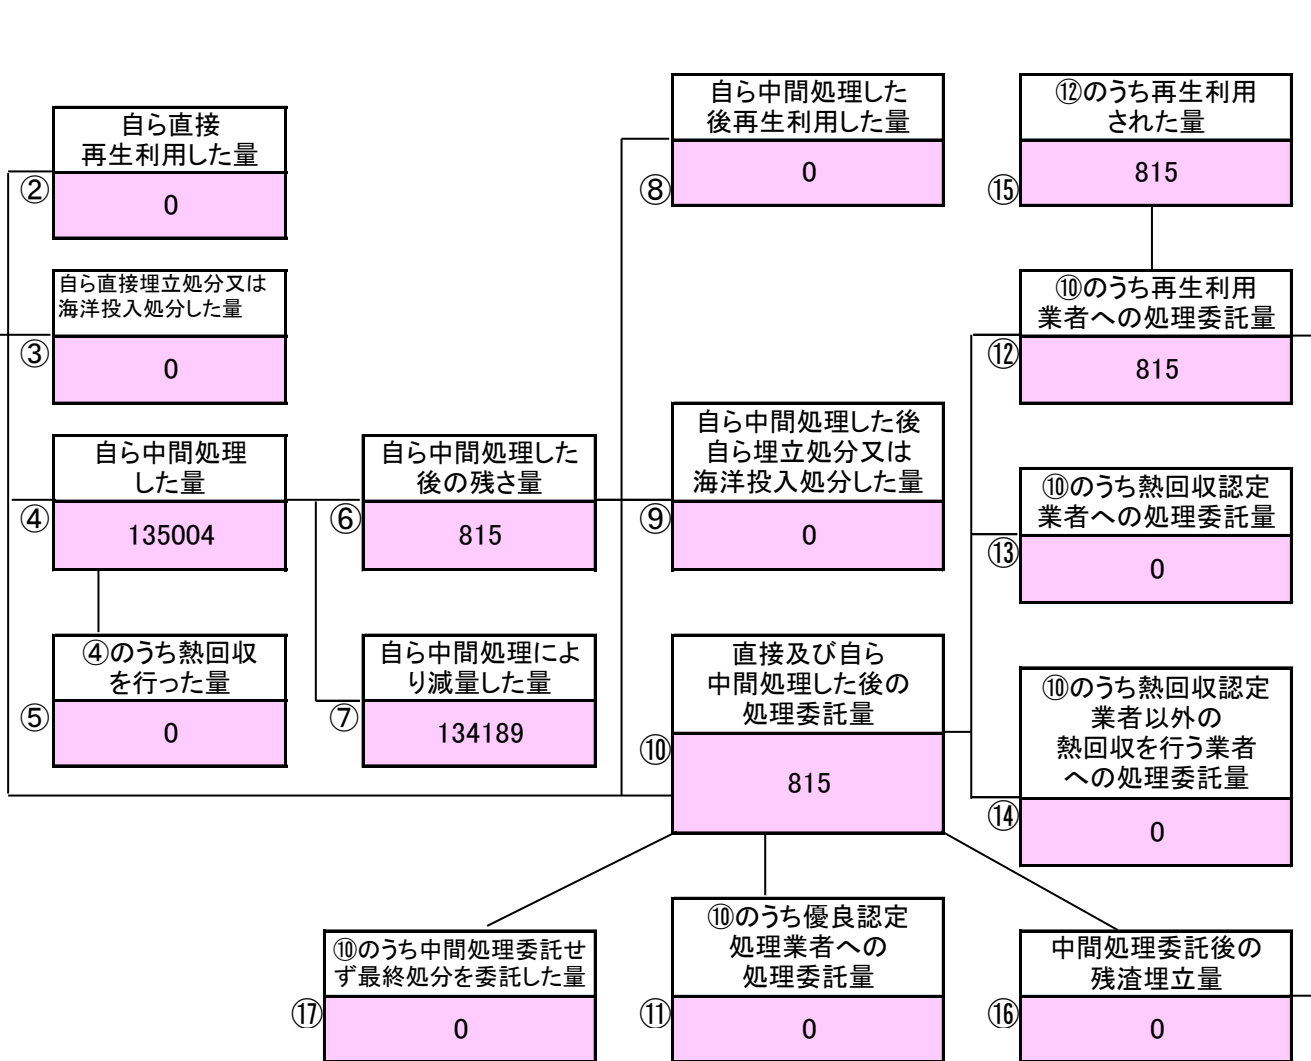 自ら直接
再生利用した量
②
0
自ら直接埋立処分又は
海洋投入処分した量
③
0
自ら中間処理
した量
④
135004
④のうち熱回収
を行った量
⑤
0
自ら中間処理した
後の残さ量
⑥
815
自ら中間処理によ
り減量した量
⑦
134189
自ら中間処理した
後再生利用した量
⑧
0
自ら中間処理した後
自ら埋立処分又は
海洋投入処分した量
⑨
0
直接及び自ら
中間処理した後の
処理委託量
⑩
815
⑩のうち優良認定
処理業者への
処理委託量
⑪
0
⑫のうち再生利用
された量
⑮
815
⑩のうち再生利用
業者への処理委託量
⑫
815
⑩のうち熱回収認定
業者への処理委託量
⑬
0
⑩のうち熱回収認定
業者以外の
熱回収を行う業者
への処理委託量
⑭
0
⑩のうち中間処理委託せ
ず最終処分を委託した量
⑰
0
中間処理委託後の
残渣埋立量
⑯
0